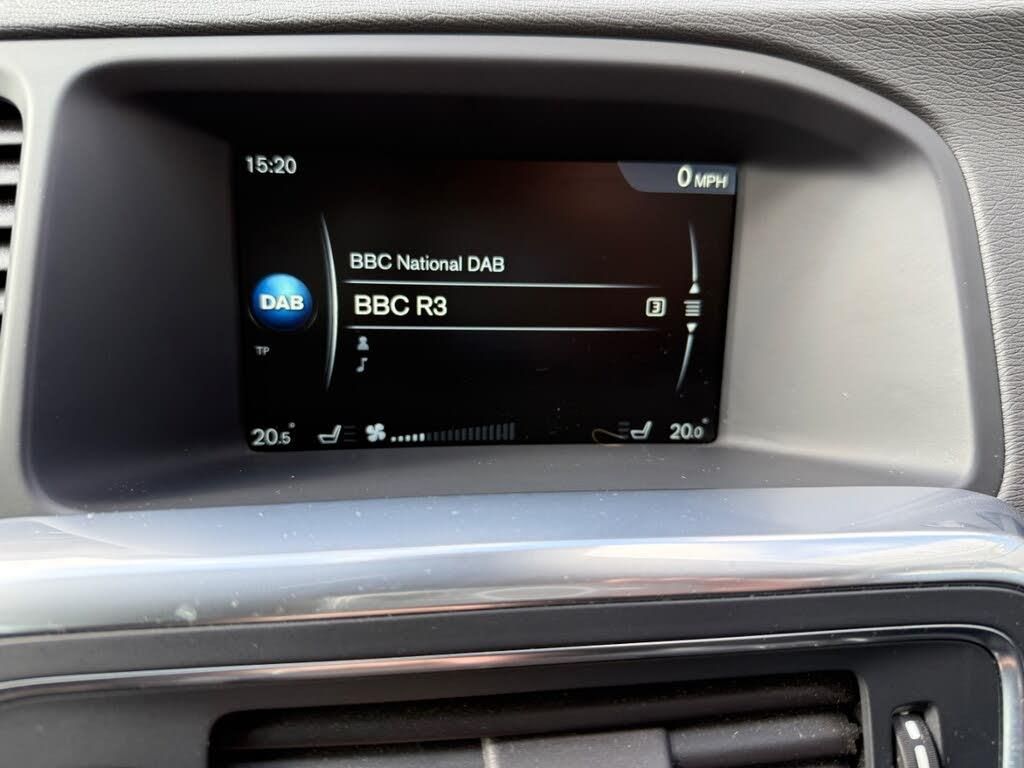 15:20
0 MPH
BBC National DAB
DAB
BBC R3
3
TP
20.5°
20.0°